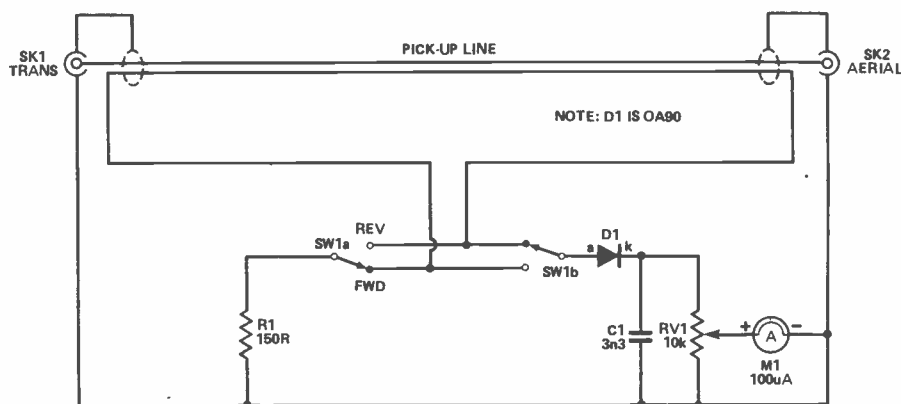 SK1
TRANS
PICK-UP LINE
SK2
AERIAL
NOTE: D1 IS OA90
REV
SW1a
FWD
D1
a
k
SW1b
R1
150R
C1
3n3
RV1
10k
+
A
−
M1
100uA